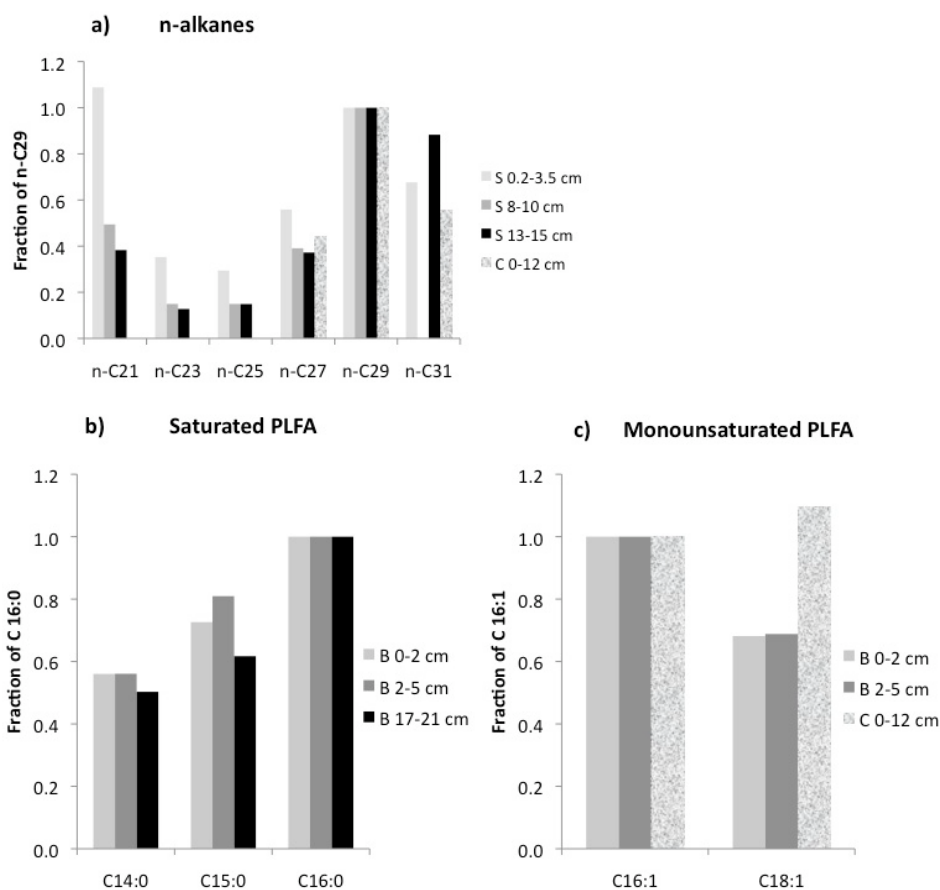 a) n-alkanes
Fraction of n-C29
1.2
1.0
0.8
0.6
0.4
0.2
0.0
n-C21 n-C23 n-C25 n-C27 n-C29 n-C31
S 0.2-3.5 cm
S 8-10 cm
S 13-15 cm
C 0-12 cm
b) Saturated PLFA
Fraction of C 16:0
1.2
1.0
0.8
0.6
0.4
0.2
0.0
C14:0 C15:0 C16:0
B 0-2 cm
B 2-5 cm
B 17-21 cm
c) Monounsaturated PLFA
Fraction of C 16:1
1.2
1.0
0.8
0.6
0.4
0.2
0.0
C16:1 C18:1
B 0-2 cm
B 2-5 cm
C 0-12 cm